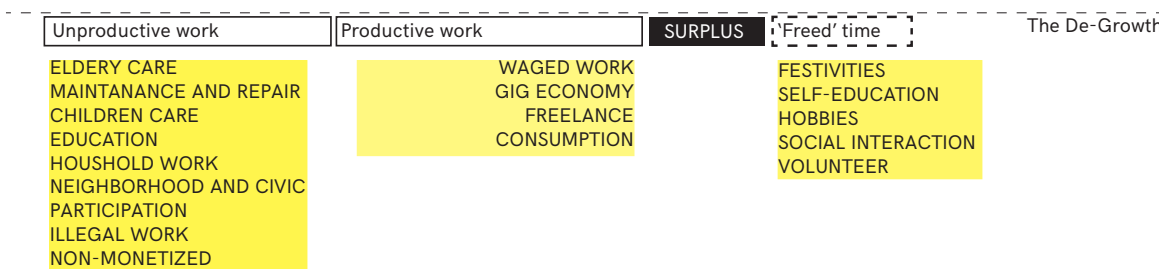 Unproductive work
Productive work
SURPLUS
'Freed' time
The De-Growth
ELDERY CARE
MAINTANANCE AND REPAIR
CHILDREN CARE
EDUCATION
HOUSHOLD WORK
NEIGHBORHOOD AND CIVIC
PARTICIPATION
ILLEGAL WORK
NON-MONETIZED
WAGED WORK
GIG ECONOMY
FREELANCE
CONSUMPTION
FESTIVITIES
SELF-EDUCATION
HOBBIES
SOCIAL INTERACTION
VOLUNTEER